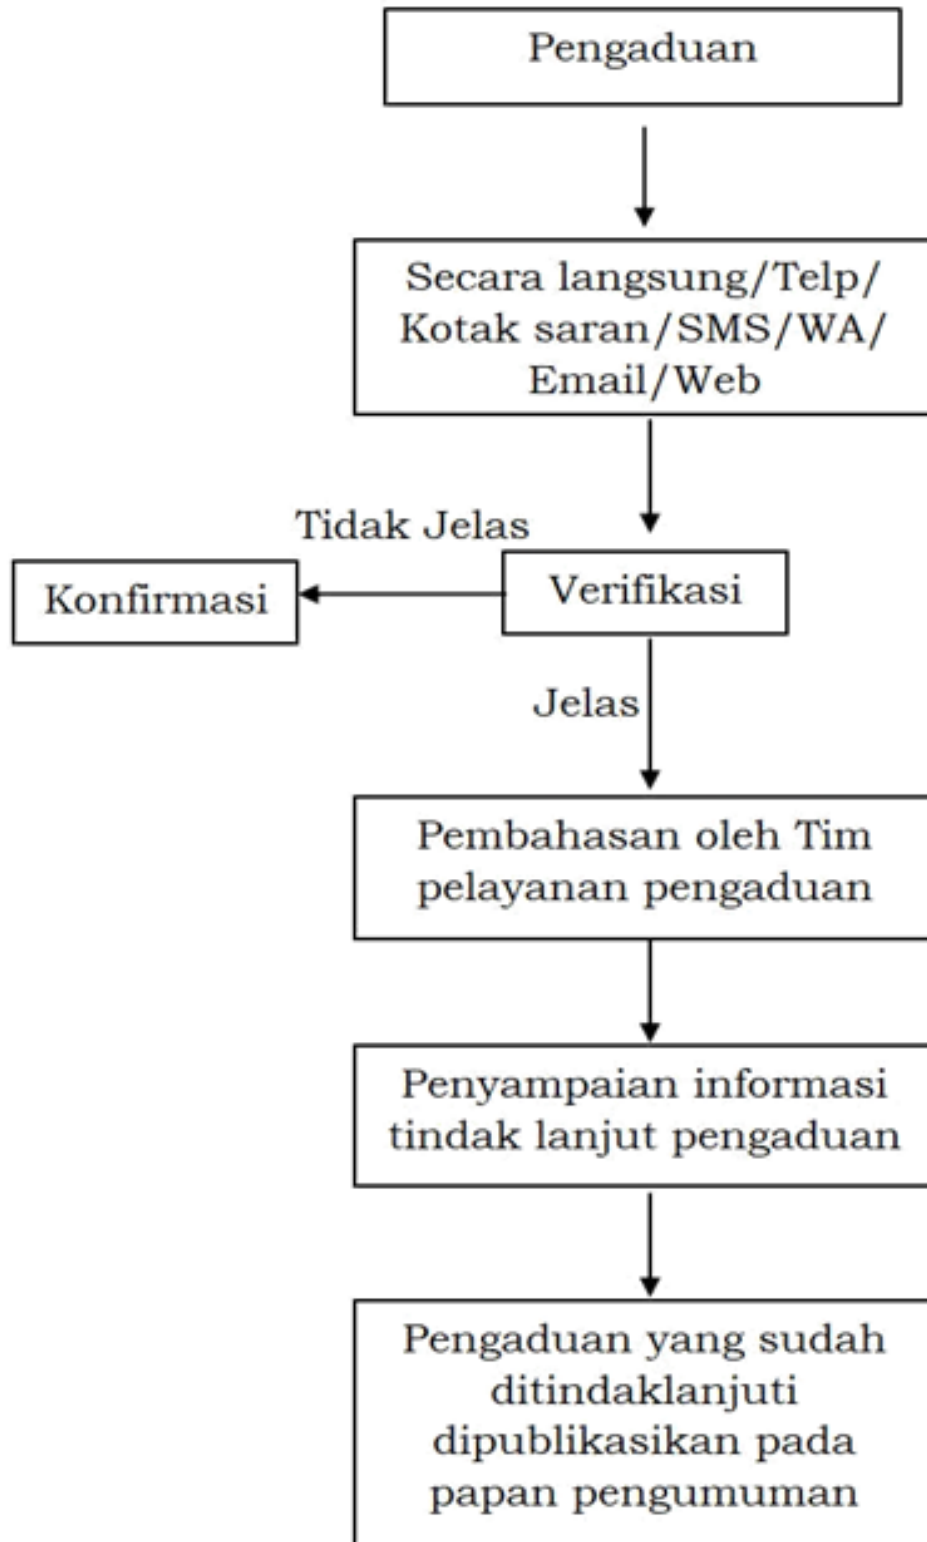 Pengaduan
Secara langsung/Telp/
Kotak saran/SMS/WA/
Email/Web
Tidak Jelas
Konfirmasi
Verifikasi
Jelas
Pembahasan oleh Tim
pelayanan pengaduan
Penyampaian informasi
tindak lanjut pengaduan
Pengaduan yang sudah
ditindaklanjuti
dipublikasikan pada
papan pengumuman